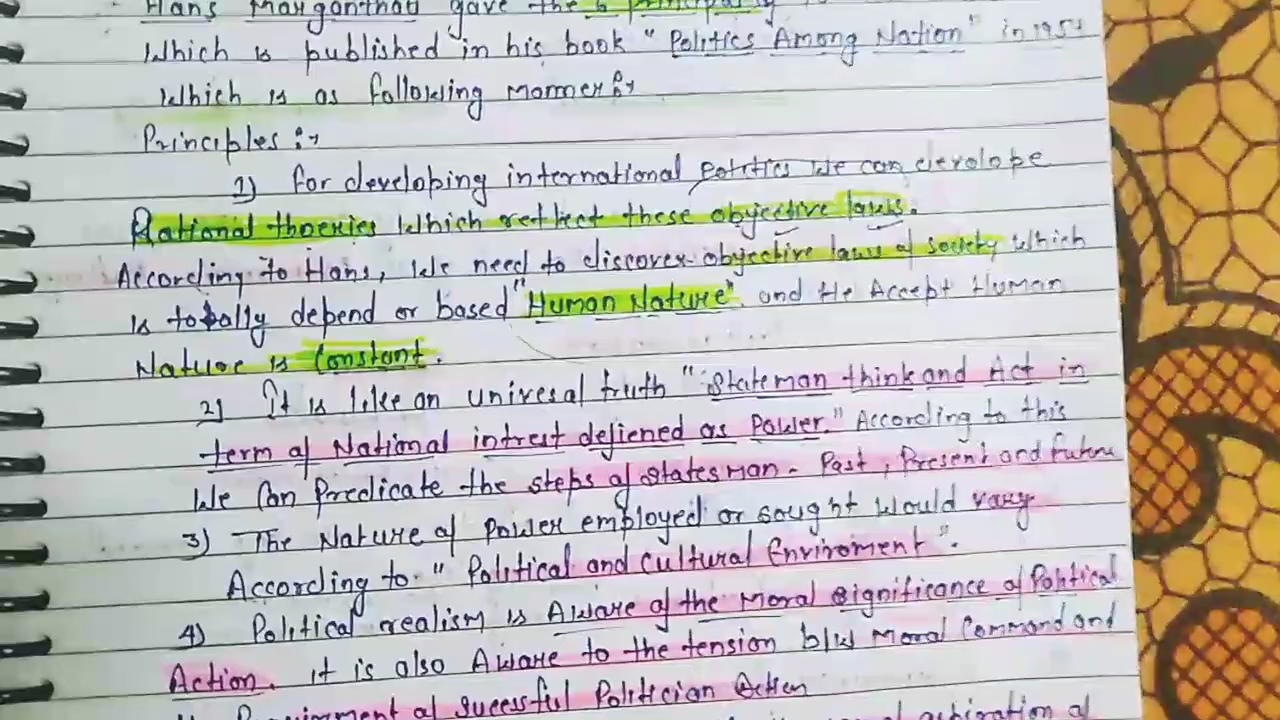 Hans Morganthau gave the 6 principals
Which is published in his book "Politics Among Nation" in 1954
Which is as following manner:-
Principles :-
1) for developing international politics We can develope
Rational thoeries Which reflect these objective laws.
According to Hans, We need to discover objective laws of society Which
is totally depend or based "Human Nature". and He Accept Human
Nature is Constant.
2) It is like an univesal truth "Stateman think and Act in
term of National intrest defiened as Power." According to this
We Can Predicate the steps of statesman - Past, Present and future
3) The Nature of Power employed or sought Would vary
According to "Political and Cultural Enviroment".
4) Political realism is Aware of the moral significance of Political
Action. it is also Aware to the tension b/w Moral Command and
of sucessful Politician Action
of